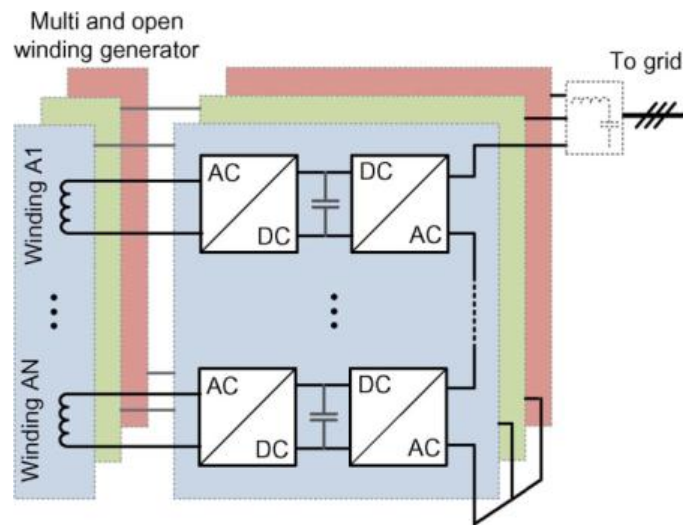 Multi and open
winding generator
To grid
Winding A1
AC
DC
DC
AC
Winding AN
AC
DC
DC
AC